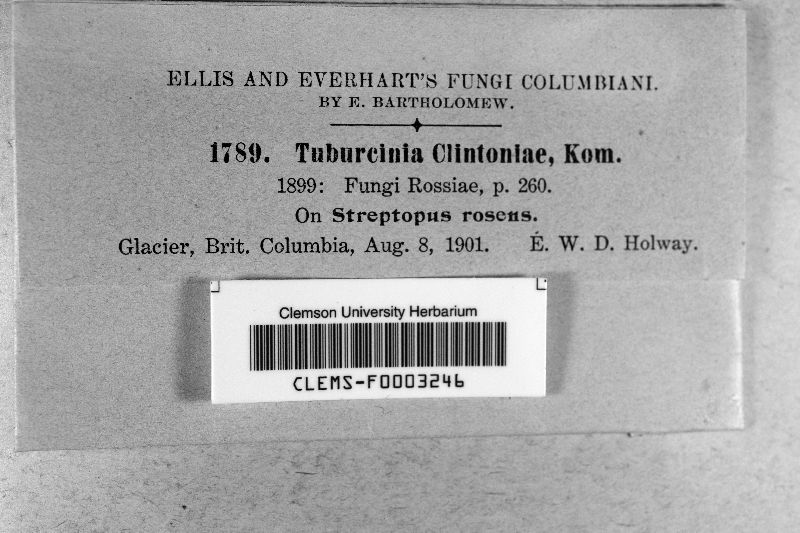 ELLIS AND EVERHART'S FUNGI COLUMBIANI.
BY E. BARTHOLOMEW.
1789. Tuburcinia Clintoniae, Kom.
1899: Fungi Rossiae, p. 260.
On Streptopus roseus.
Glacier, Brit. Columbia, Aug. 8, 1901. É. W. D. Holway.
Clemson University Herbarium
CLEMS-F0003246